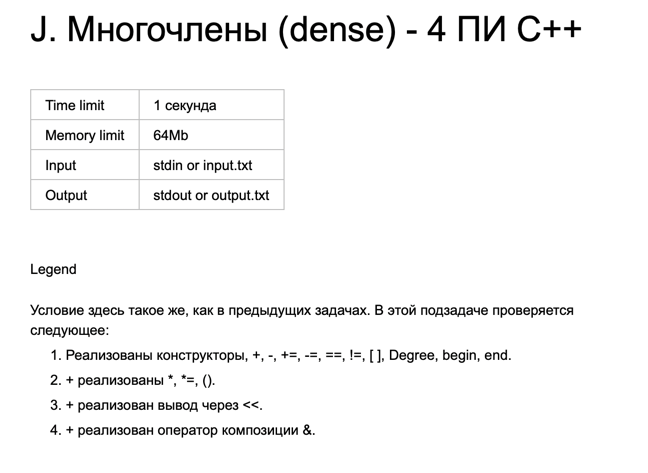 J. Многочлены (dense) - 4 ПИ C++
Time limit 1 секунда
Memory limit 64Mb
Input stdin or input.txt
Output stdout or output.txt
Legend
Условие здесь такое же, как в предыдущих задачах. В этой подзадаче проверяется
следующее:
1. Реализованы конструкторы, +, -, +=, -=, ==, !=, [ ], Degree, begin, end.
2. + реализованы *, *=, ().
3. + реализован вывод через <<.
4. + реализован оператор композиции &.